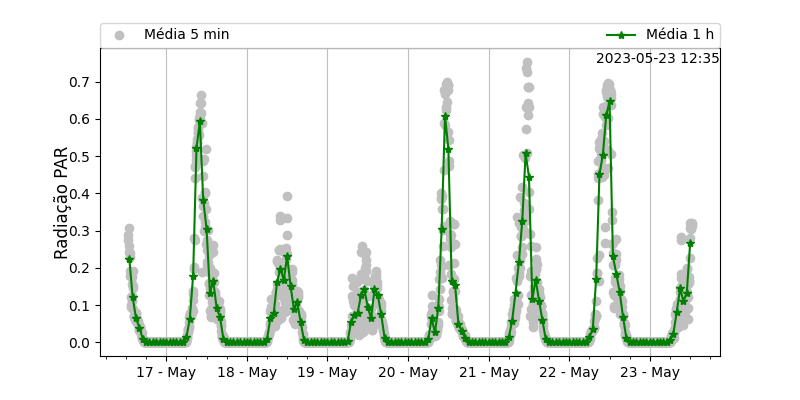 Média 5 min
Média 1 h
2023-05-23 12:35
Radiação PAR
0.7
0.6
0.5
0.4
0.3
0.2
0.1
0.0
17 - May
18 - May
19 - May
20 - May
21 - May
22 - May
23 - May